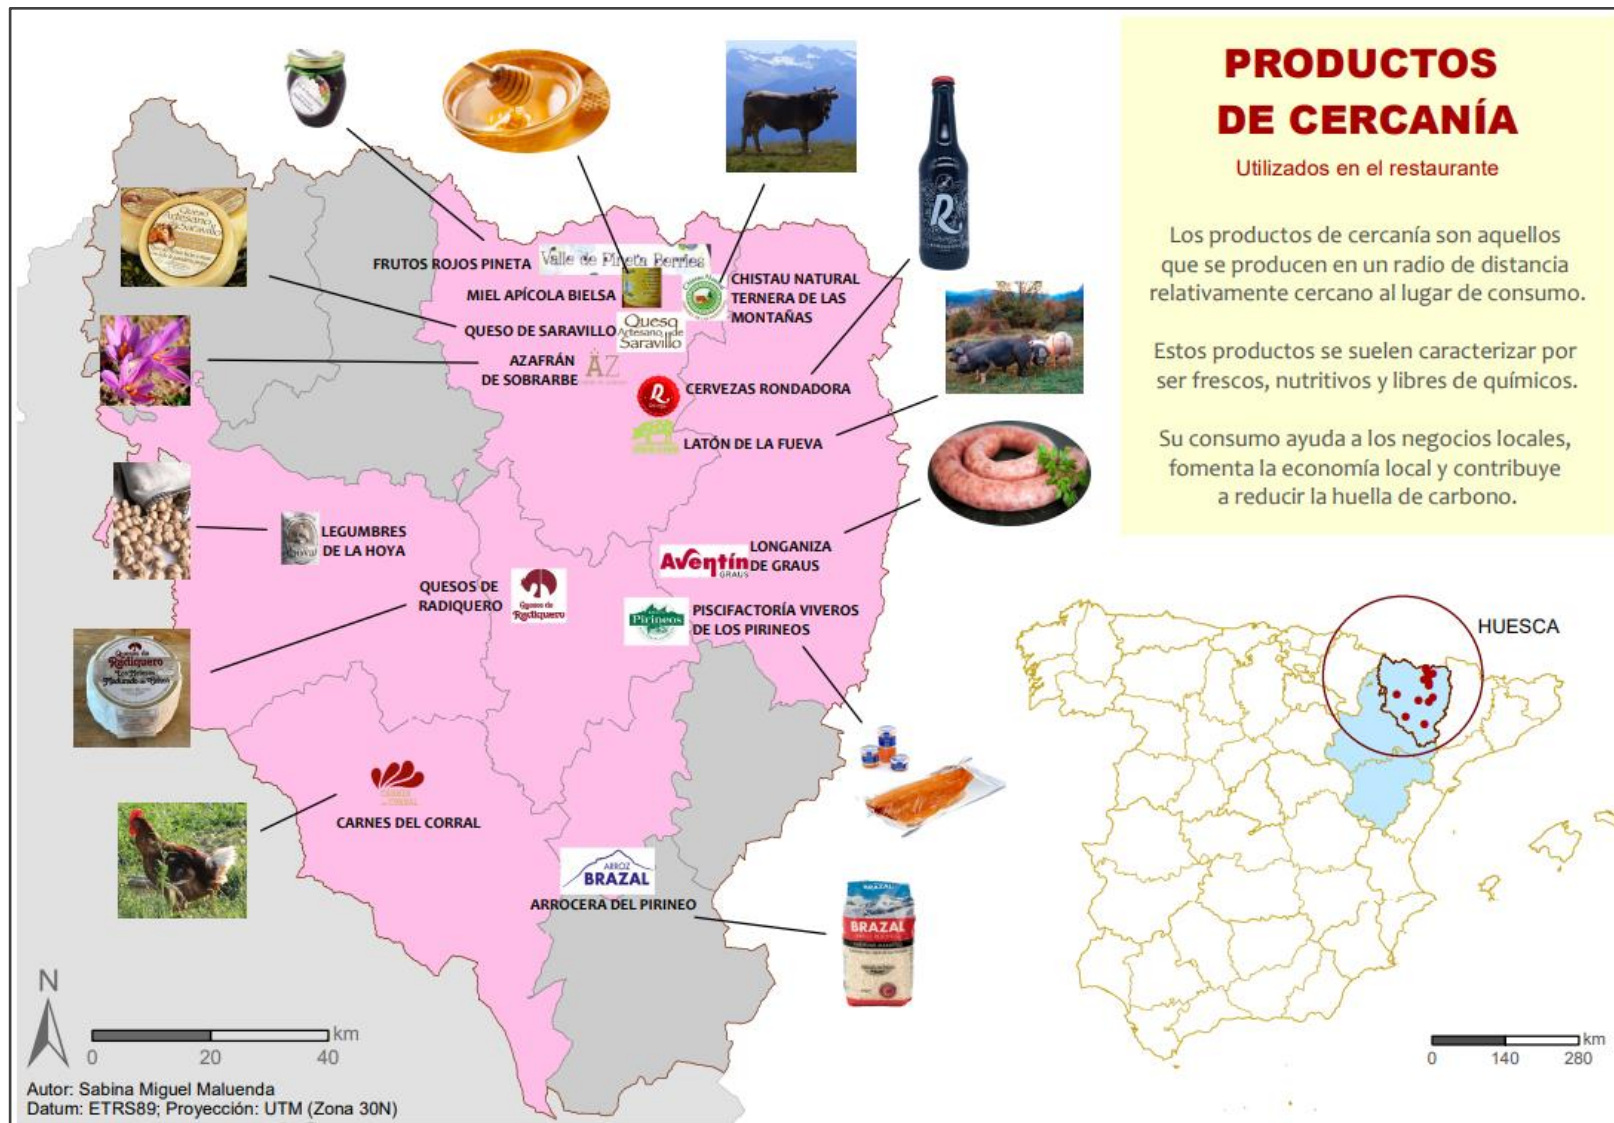 PRODUCTOS
DE CERCANÍA
Utilizados en el restaurante
Los productos de cercanía son aquellos
que se producen en un radio de distancia
relativamente cercano al lugar de consumo.
Estos productos se suelen caracterizar por
ser frescos, nutritivos y libres de químicos.
Su consumo ayuda a los negocios locales,
fomenta la economía local y contribuye
a reducir la huella de carbono.
FRUTOS ROJOS PINETA
Valle de Pineta Berries
MIEL APÍCOLA BIELSA
CHISTAU NATURAL
TERNERA DE LAS
MONTAÑAS
QUESO DE SARAVILLO
Queso
Artesano de
Saravillo
Queso
Artesano
Saravillo
AZAFRÁN
DE SOBRARBE
AZ
R
R
CERVEZAS RONDADORA
LATÓN DE LA FUEVA
LEGUMBRES
DE LA HOYA
Aventín
GRAUS
LONGANIZA
DE GRAUS
QUESOS DE
RADIQUERO
Quesos de
Radiquero
Quesos de
Radiquero
Pirineos
PISCIFACTORÍA VIVEROS
DE LOS PIRINEOS
CARNES DEL CORRAL
ARROZ
BRAZAL
ARROCERA DEL PIRINEO
BRAZAL
BRAZAL
HUESCA
N
km
0 20 40
km
0 140 280
Autor: Sabina Miguel Maluenda
Datum: ETRS89; Proyección: UTM (Zona 30N)